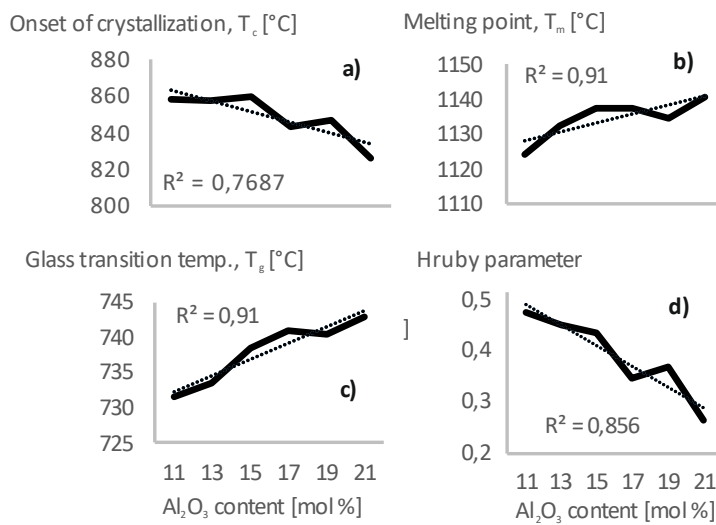 Onset of crystallization, T_c [°C]
880
860
840
820
800
a)
R² = 0,7687
Melting point, T_m [°C]
1150
1140
1130
1120
1110
R² = 0,91
b)
Glass transition temp., T_g [°C]
745
740
735
730
725
R² = 0,91
c)
11 13 15 17 19 21
Al₂O₃ content [mol %]
]
Hruby parameter
0,5
0,4
0,3
0,2
d)
R² = 0,856
11 13 15 17 19 21
Al₂O₃ content [mol %]